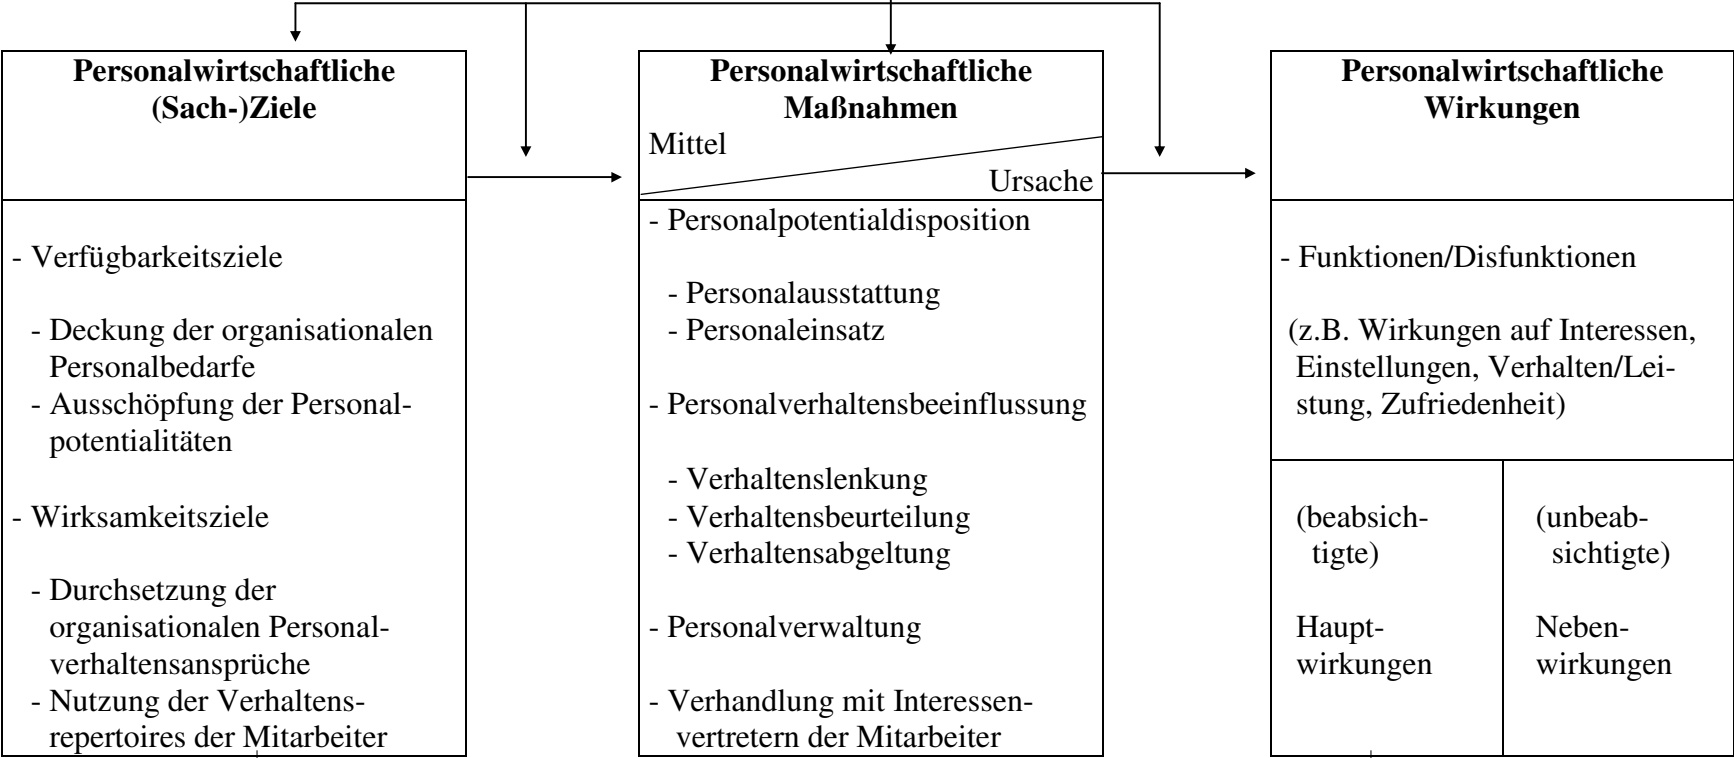 Personalwirtschaftliche
(Sach-)Ziele
- Verfügbarkeitsziele
- Deckung der organisationalen
Personalbedarfe
- Ausschöpfung der Personal-
potentialitäten
- Wirksamkeitsziele
- Durchsetzung der
organisationalen Personal-
verhaltensansprüche
- Nutzung der Verhaltens-
repertoires der Mitarbeiter
Personalwirtschaftliche
Maßnahmen
Mittel
Ursache
- Personalpotentialdisposition
- Personalausstattung
- Personaleinsatz
- Personalverhaltensbeeinflussung
- Verhaltenslenkung
- Verhaltensbeurteilung
- Verhaltensabgeltung
- Personalverwaltung
- Verhandlung mit Interessen-
vertretern der Mitarbeiter
Personalwirtschaftliche
Wirkungen
- Funktionen/Disfunktionen
(z.B. Wirkungen auf Interessen,
Einstellungen, Verhalten/Lei-
stung, Zufriedenheit)
(beabsich-
tigte)
Haupt-
wirkungen
(unbeab-
sichtigte)
Neben-
wirkungen